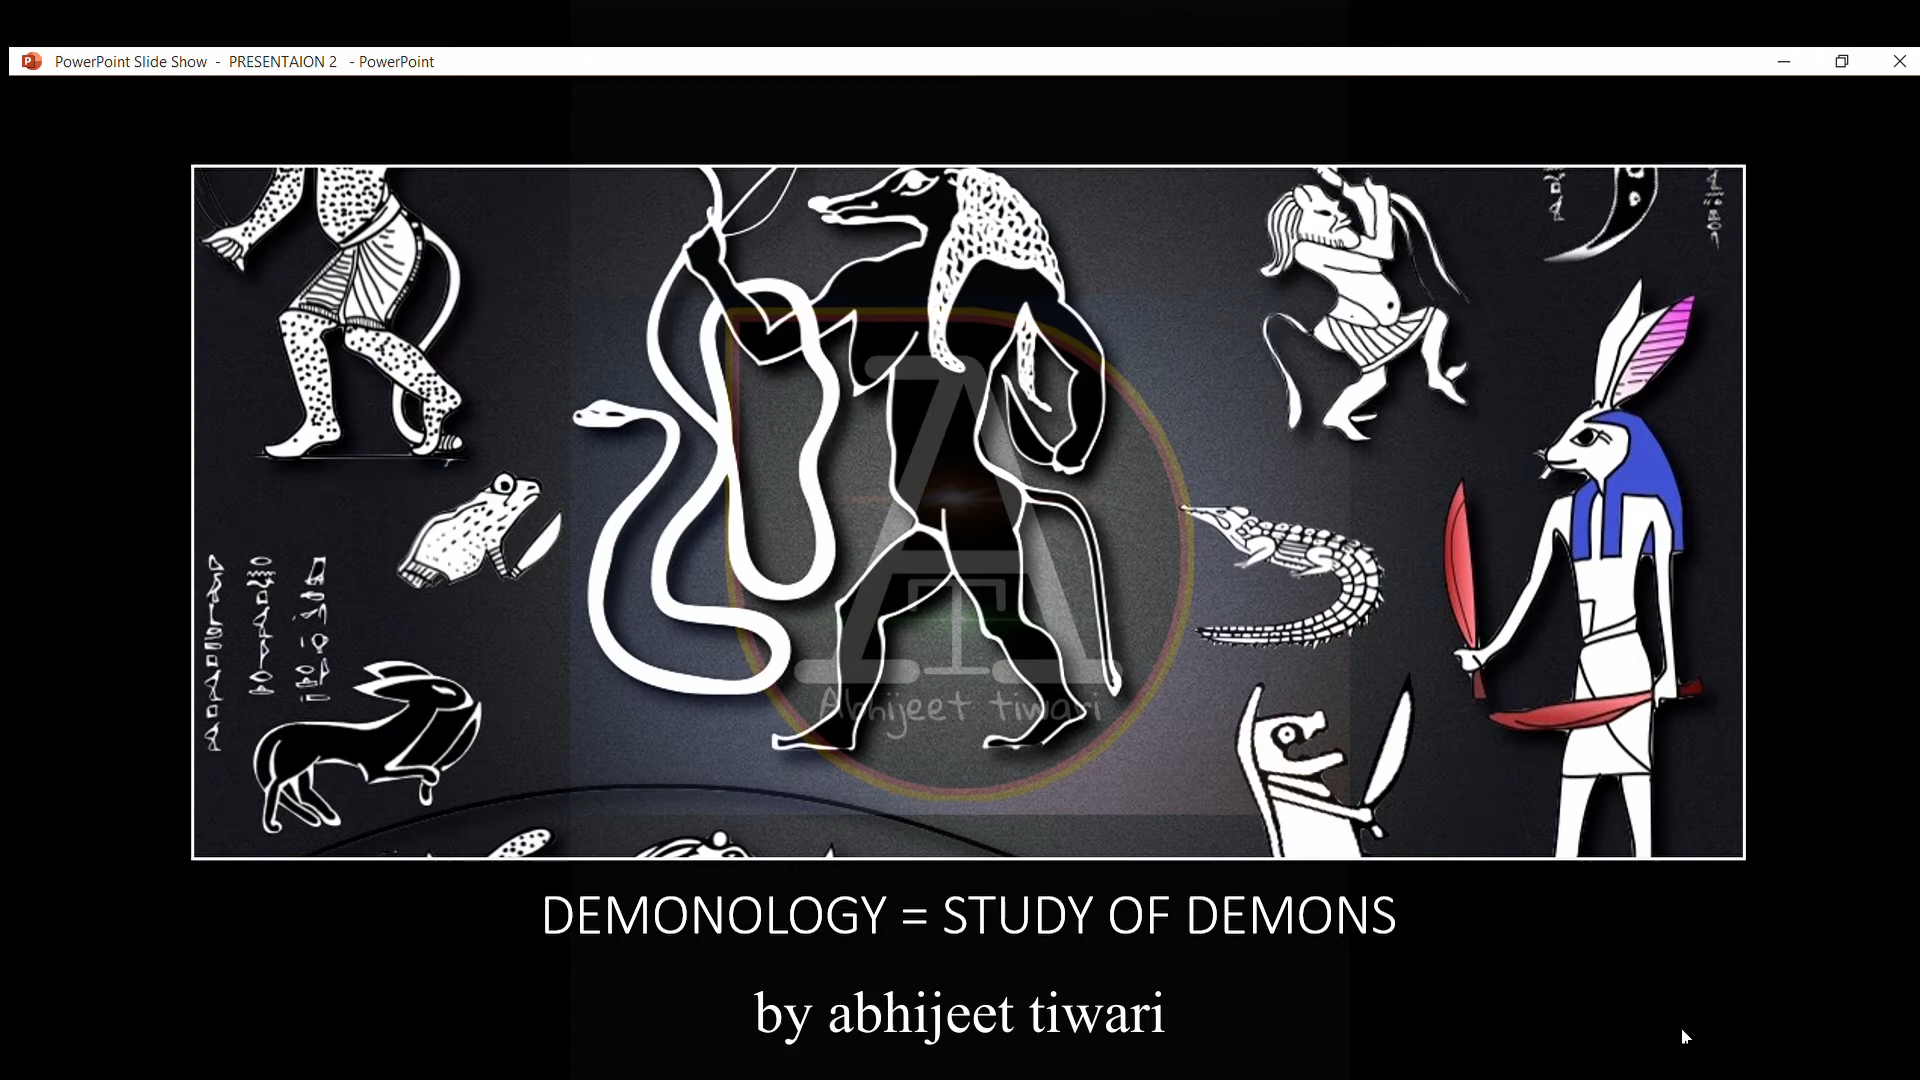 PowerPoint Slide Show - PRESENTAION 2 - PowerPoint
Abhijeet tiwari
DEMONOLOGY = STUDY OF DEMONS
by abhijeet tiwari